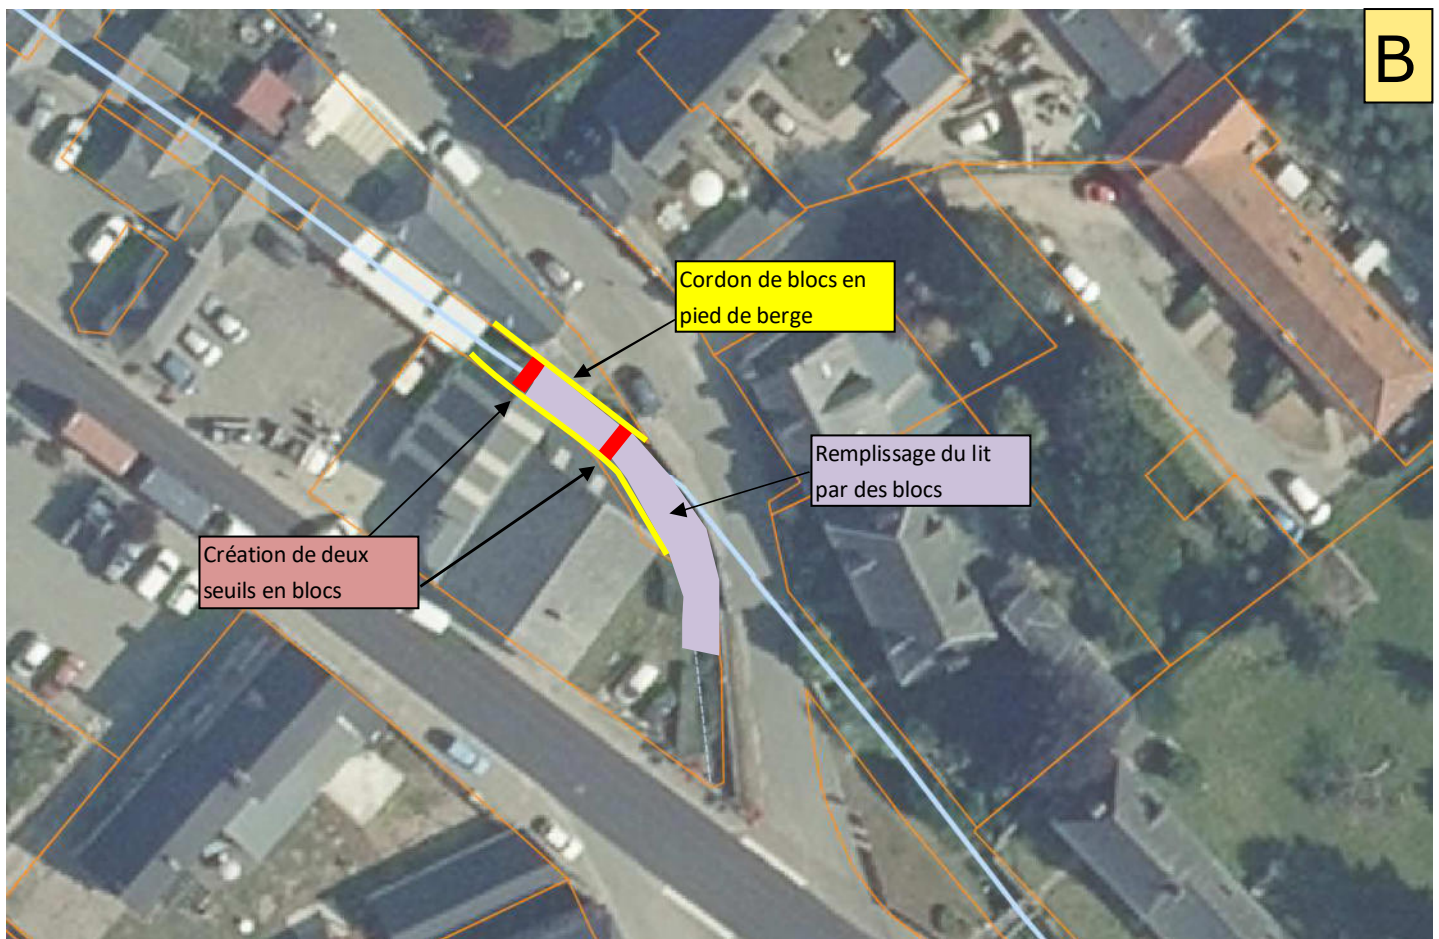 B
Cordon de blocs en
pied de berge
Remplissage du lit
par des blocs
Création de deux
seuils en blocs